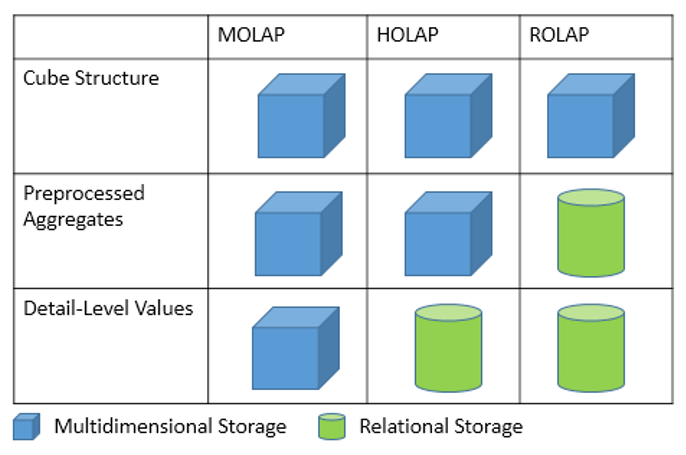 MOLAP
HOLAP
ROLAP
Cube Structure
Preprocessed
Aggregates
Detail-Level Values
Multidimensional Storage
Relational Storage